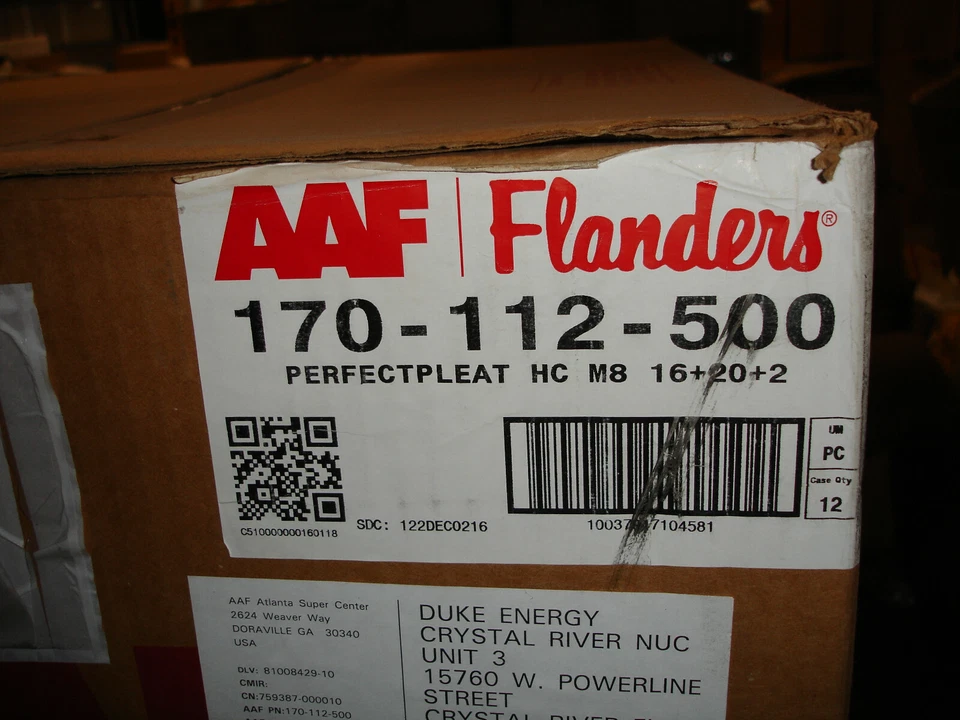 AAF Flanders®
170-112-500
PERFECTPLEAT HC M8 16+20+2
UM
PC
Case Qty
12
C510000000160118
SDC: 122DEC0216
AAF Atlanta Super Center
2624 Weaver Way
DORAVILLE GA 30340
USA
DLV: 81008429-10
CMIR:
CN:759387-000010
AAF PN:170-112-500
DUKE ENERGY
CRYSTAL RIVER NUC
UNIT 3
15760 W. POWERLINE
STREET
CRYSTAL RIVER